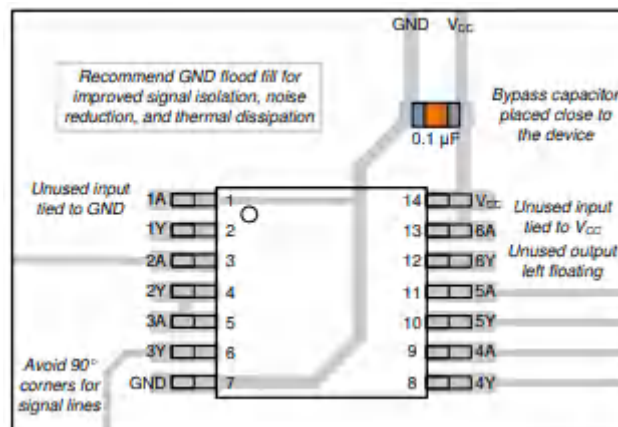 GND VCC
Recommend GND flood fill for
improved signal isolation, noise
reduction, and thermal dissipation
Bypass capacitor
placed close to
the device
0.1 µF
Unused input
tied to GND
1A 1 14 VCC
1Y 2 13 6A
2A 3 12 6Y
2Y 4 11 5A
3A 5 10 5Y
3Y 6 9 4A
GND 7 8 4Y
Unused input
tied to VCC
Unused output
left floating
Avoid 90°
corners for
signal lines